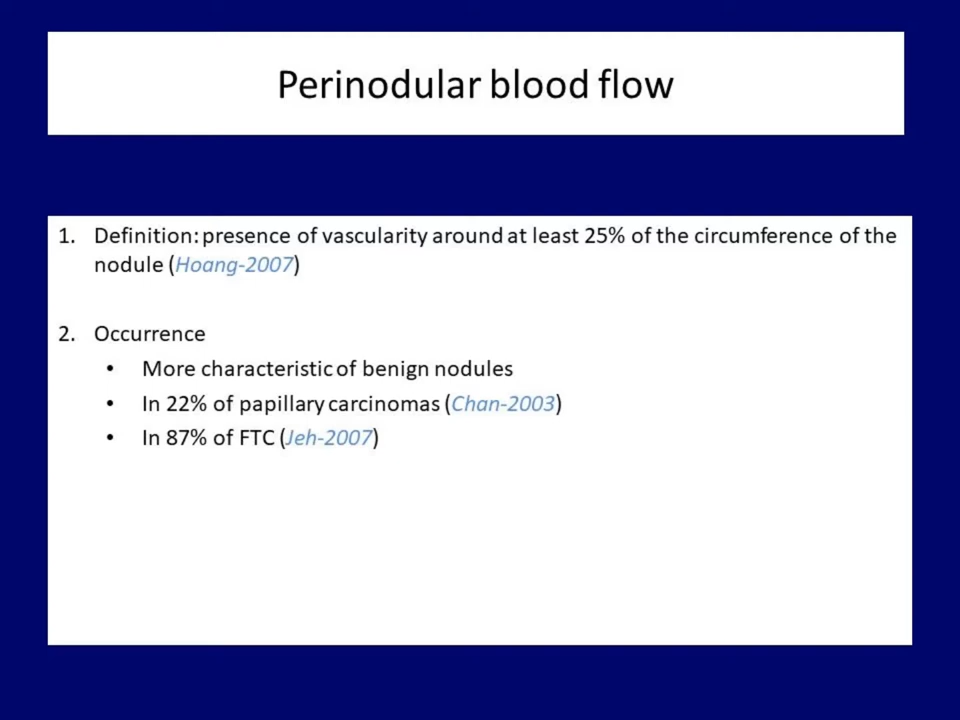 Perinodular blood flow
1. Definition: presence of vascularity around at least 25% of the circumference of the
nodule (Hoang-2007)
2. Occurrence
• More characteristic of benign nodules
• In 22% of papillary carcinomas (Chan-2003)
• In 87% of FTC (Jeh-2007)